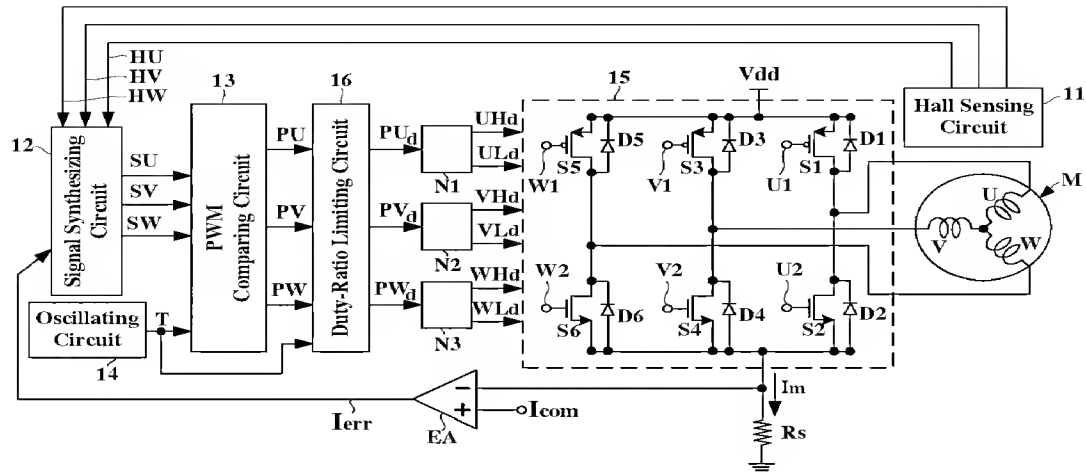 HU
HV
HW
12
Signal Synthesizing
Circuit
SU
SV
SW
13
PWM
Comparing Circuit
PU
PV
PW
16
Duty-Ratio Limiting Circuit
PUd
PVd
PWd
N1
N2
N3
UHd
ULd
VHd
VLd
WHd
WLd
15
Vdd
D5
W1
S5
D3
V1
S3
D1
U1
S1
W2
S6
D6
V2
S4
D4
U2
S2
D2
Hall Sensing
Circuit
11
M
U
V
W
Oscillating
Circuit
14
T
Ierr
EA
−
+
Icom
Im
Rs